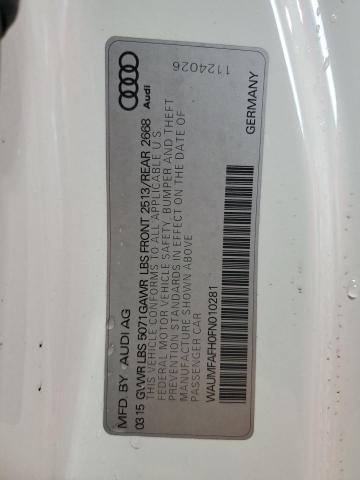 MFD. BY · AUDI AG
03 15 GVWR LBS 5071 GAWR LBS FRONT 2513/REAR 2668
THIS VEHICLE CONFORMS TO ALL APPLICABLE U.S.
FEDERAL MOTOR VEHICLE SAFETY, BUMPER AND THEFT
PREVENTION STANDARDS IN EFFECT ON THE DATE OF
MANUFACTURE SHOWN ABOVE
PASSENGER CAR
WAUMFAFH0FN010281
Audi
1124026
GERMANY